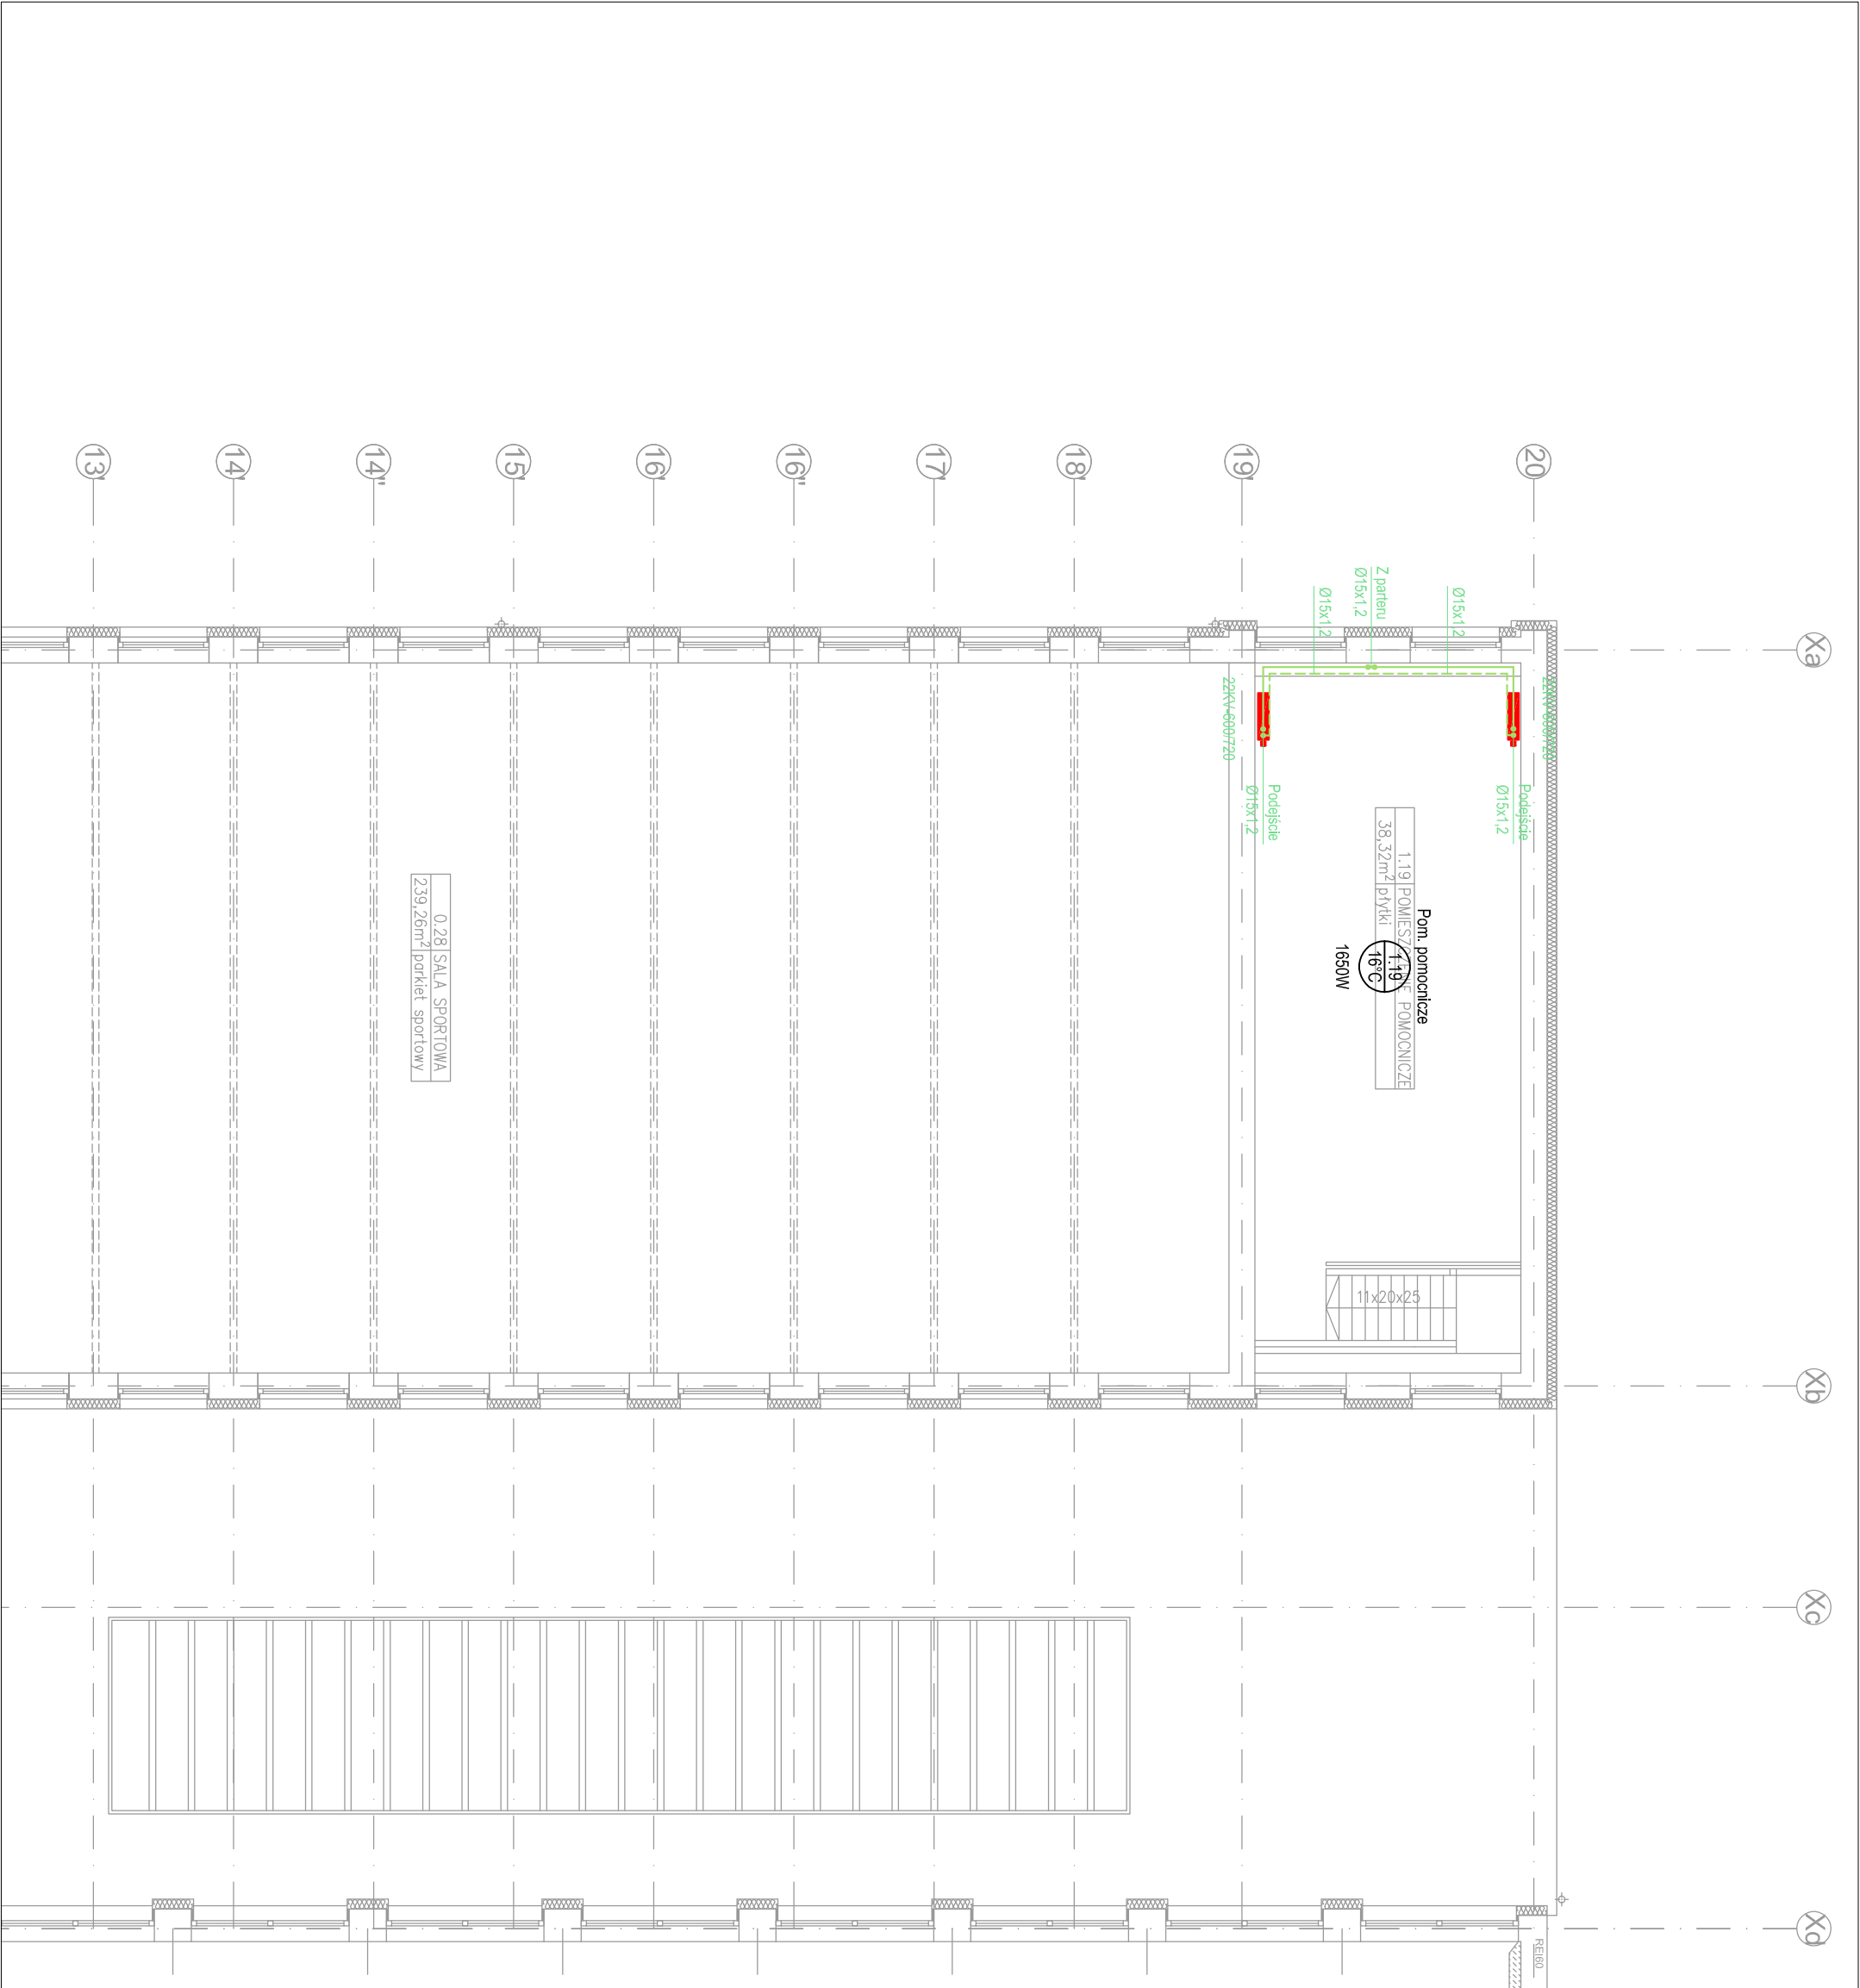 13'
14'
14"
15'
16'
16"
17'
18'
19'
20
Xa
Xb
Xc
Xd
Z parteru
Ø15x1,2
Ø15x1,2
Ø15x1,2
22KV-600/720
22KV-600/720
Podejście
Ø15x1,2
Podejście
Ø15x1,2
1.19 POMIESZCZENIE POMOCNICZE
38,32m² płytki
Pom. pomocnicze
1.19
16°C
1650W
0.28 SALA SPORTOWA
239,26m² parkiet sportowy
11x20x25
REI60